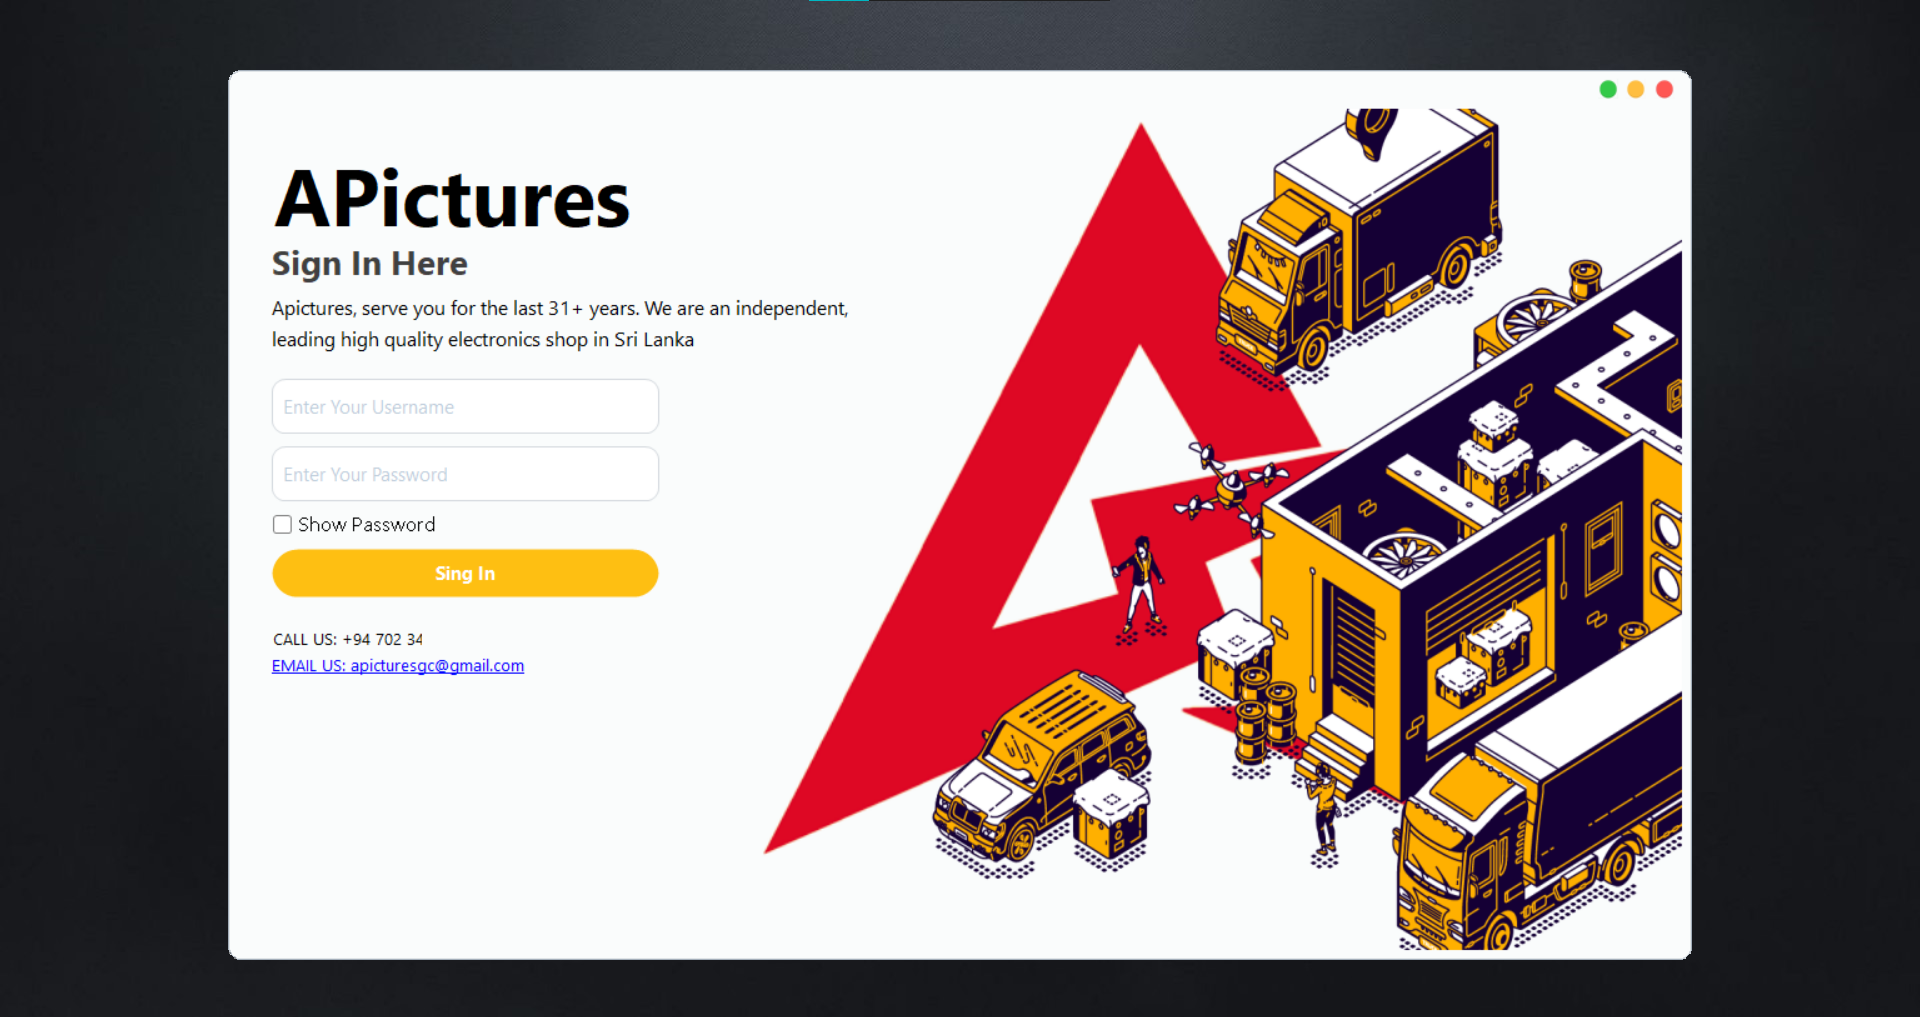 APictures
Sign In Here
Apictures, serve you for the last 31+ years. We are an independent,
leading high quality electronics shop in Sri Lanka
Enter Your Username
Enter Your Password
Show Password
Sing In
CALL US: +94 702 34
EMAIL US: apicturesgc@gmail.com